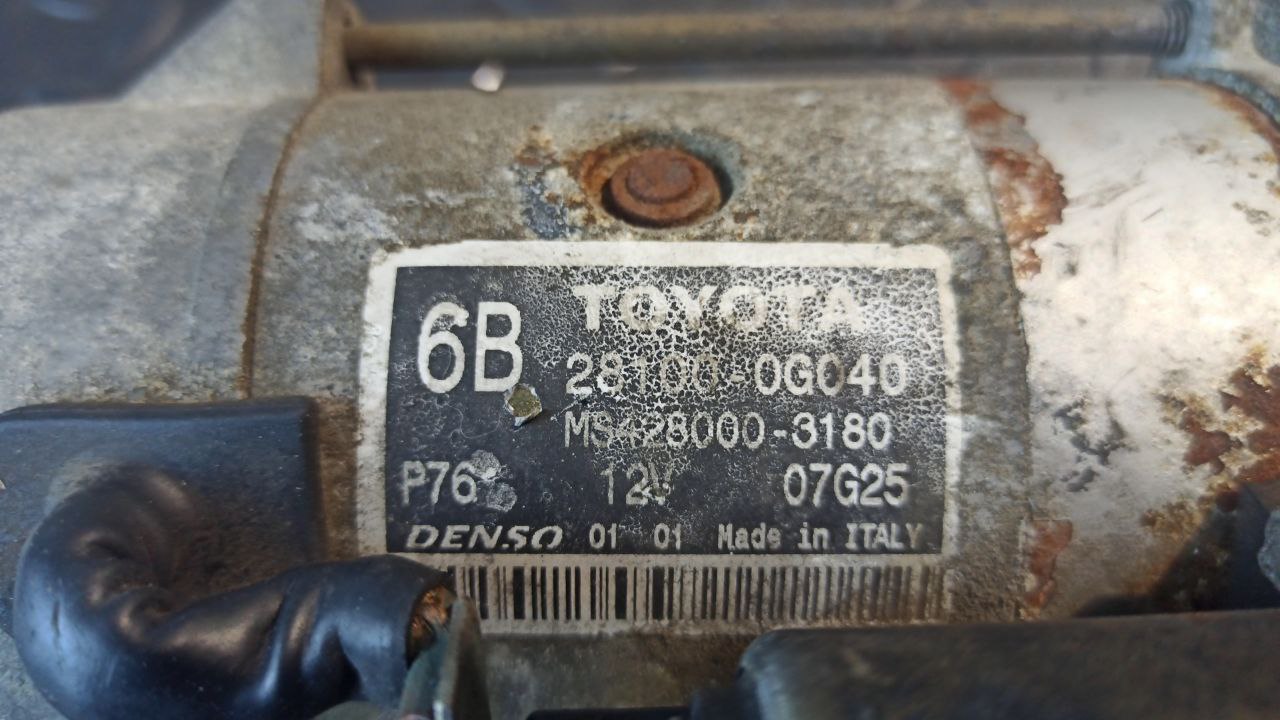 6B
TOYOTA
28100-0G040
MS428000-3180
P76 12V 07G25
DENSO 01 01 Made in ITALY